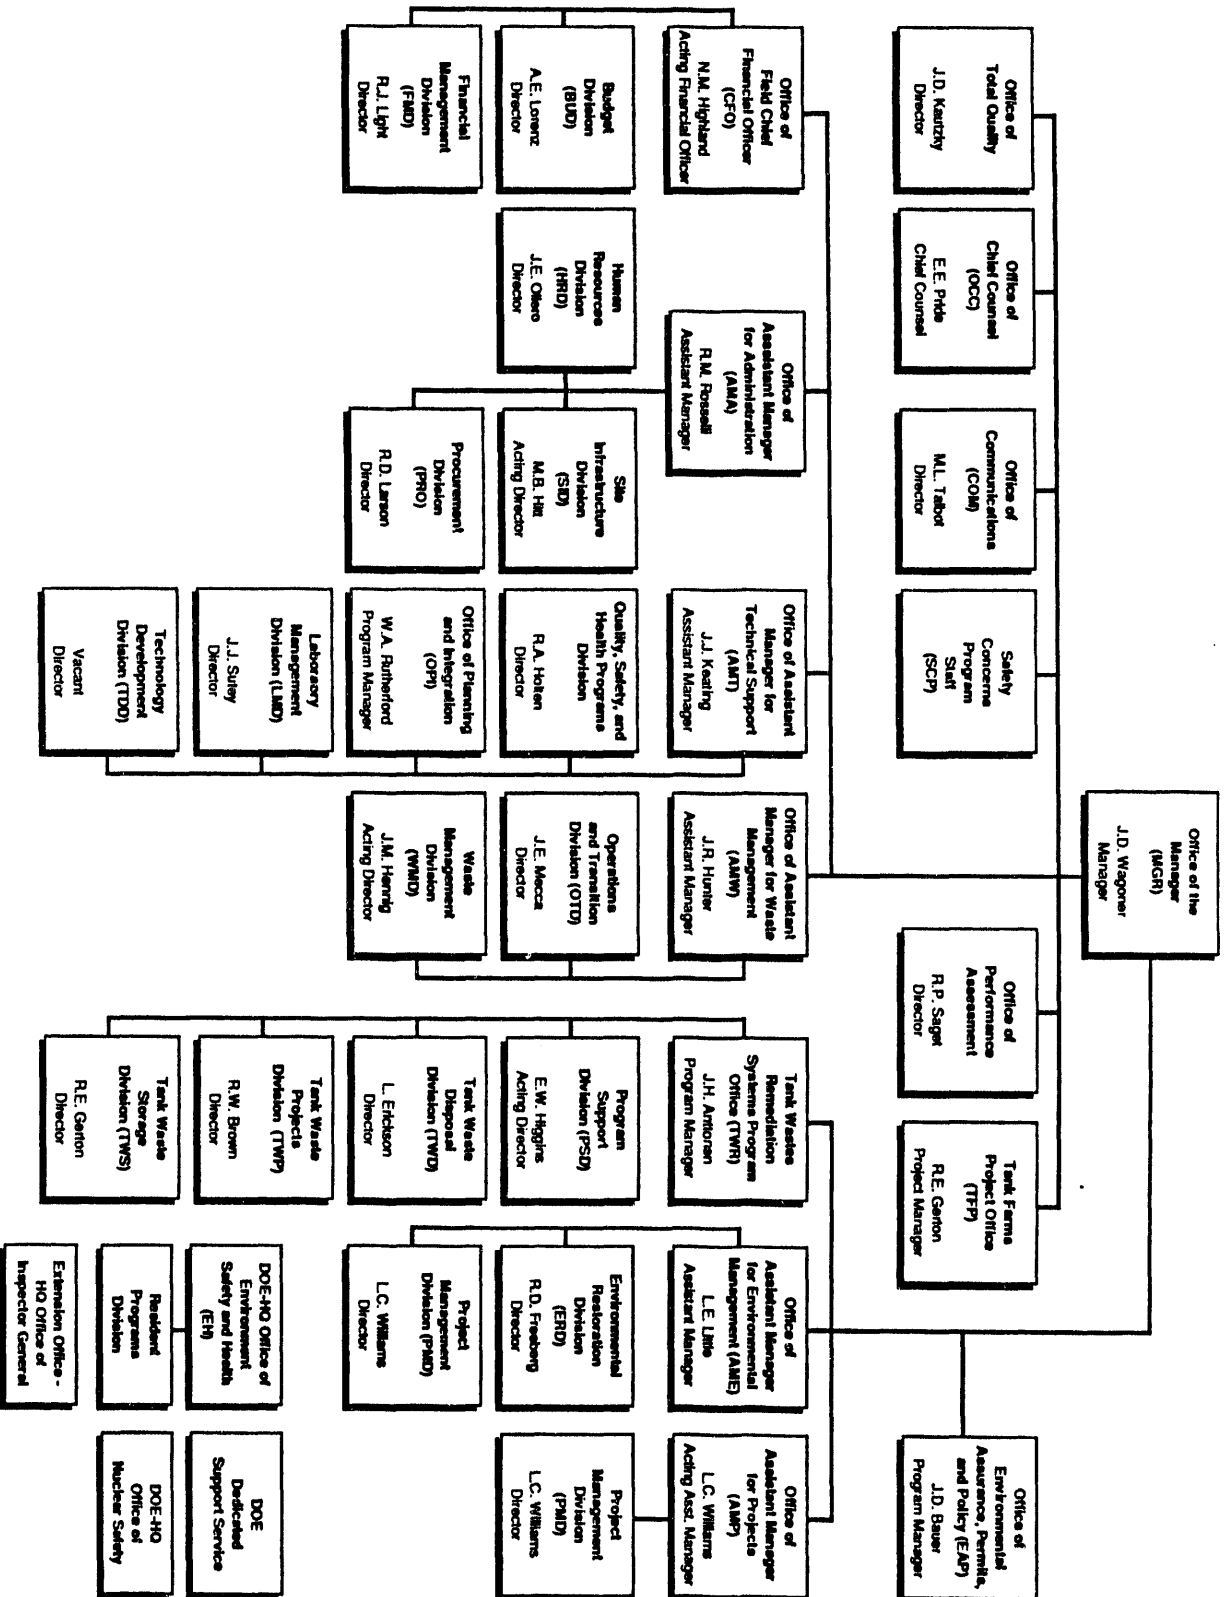 Office of the
Manager
(MGR)
J.D. Wagoner
Manager
Office of
Total Quality
J.D. Kautzky
Director
Office of
Chief Counsel
(OCC)
E.E. Pride
Chief Counsel
Office of
Communications
(COM)
M.L. Talbot
Director
Safety
Concerns
Program
Staff
(SCP)
Office of
Performance
Assessment
R.P. Saget
Director
Tank Farms
Project Office
(TFP)
R.E. Gerton
Project Manager
Office of
Environmental
Assurance, Permits,
and Policy (EAP)
J.D. Bauer
Program Manager
Office of
Field Chief
Financial Officer
(CFO)
N.M. Highland
Acting Financial Officer
Office of
Assistant Manager
for Administration
(AMA)
R.M. Rosselli
Assistant Manager
Office of Assistant
Manager for
Technical Support
(AMT)
J.J. Keating
Assistant Manager
Office of Assistant
Manager for Waste
Management
(AMW)
J.R. Hunter
Assistant Manager
Tank Wastes
Systems Program
Remediation
Office (TWR)
J.H. Anttonen
Program Manager
Office of
Assistant Manager
for Environmental
Management (AME)
L.E. Little
Assistant Manager
Office of
Assistant Manager
for Projects
(AMP)
L.C. Williams
Acting Asst. Manager
Budget
Division
(BUD)
A.E. Lorenz
Director
Human
Resources
Division
(HRD)
J.E. Ollero
Director
Site
Infrastructure
Division
(SID)
M.B. Hitt
Acting Director
Quality, Safety, and
Health Programs
Division
R.A. Holten
Director
Operations
and Transition
Division (OTD)
J.E. Mecca
Director
Program
Support
Division (PSD)
E.W. Higgins
Acting Director
Environmental
Restoration
Division
(ERD)
R.D. Freeberg
Director
Project
Management
Division
(PMD)
L.C. Williams
Director
Financial
Management
Division
(FMD)
R.J. Light
Director
Procurement
Division
(PRO)
R.D. Larson
Director
Office of Planning
and Integration
(OPI)
W.A. Rutherford
Program Manager
Waste
Management
Division
(WMD)
J.M. Hennig
Acting Director
Tank Waste
Disposal
Division (TWD)
L. Erickson
Director
Project
Management
Division (PMD)
L.C. Williams
Director
Laboratory
Management
Division (LMD)
J.J. Sutey
Director
Tank Waste
Projects
Division (TWP)
R.W. Brown
Director
DOE-HQ Office of
Environment
Safety and Health
(EH)
DOE
Dedicated
Support Service
Technology
Development
Division (TDD)
Vacant
Director
Tank Waste
Storage
Division (TWS)
R.E. Gerton
Director
Resident
Programs
Division
DOE-HQ
Office of
Nuclear Safety
Extension Office -
HQ Office of
Inspector General